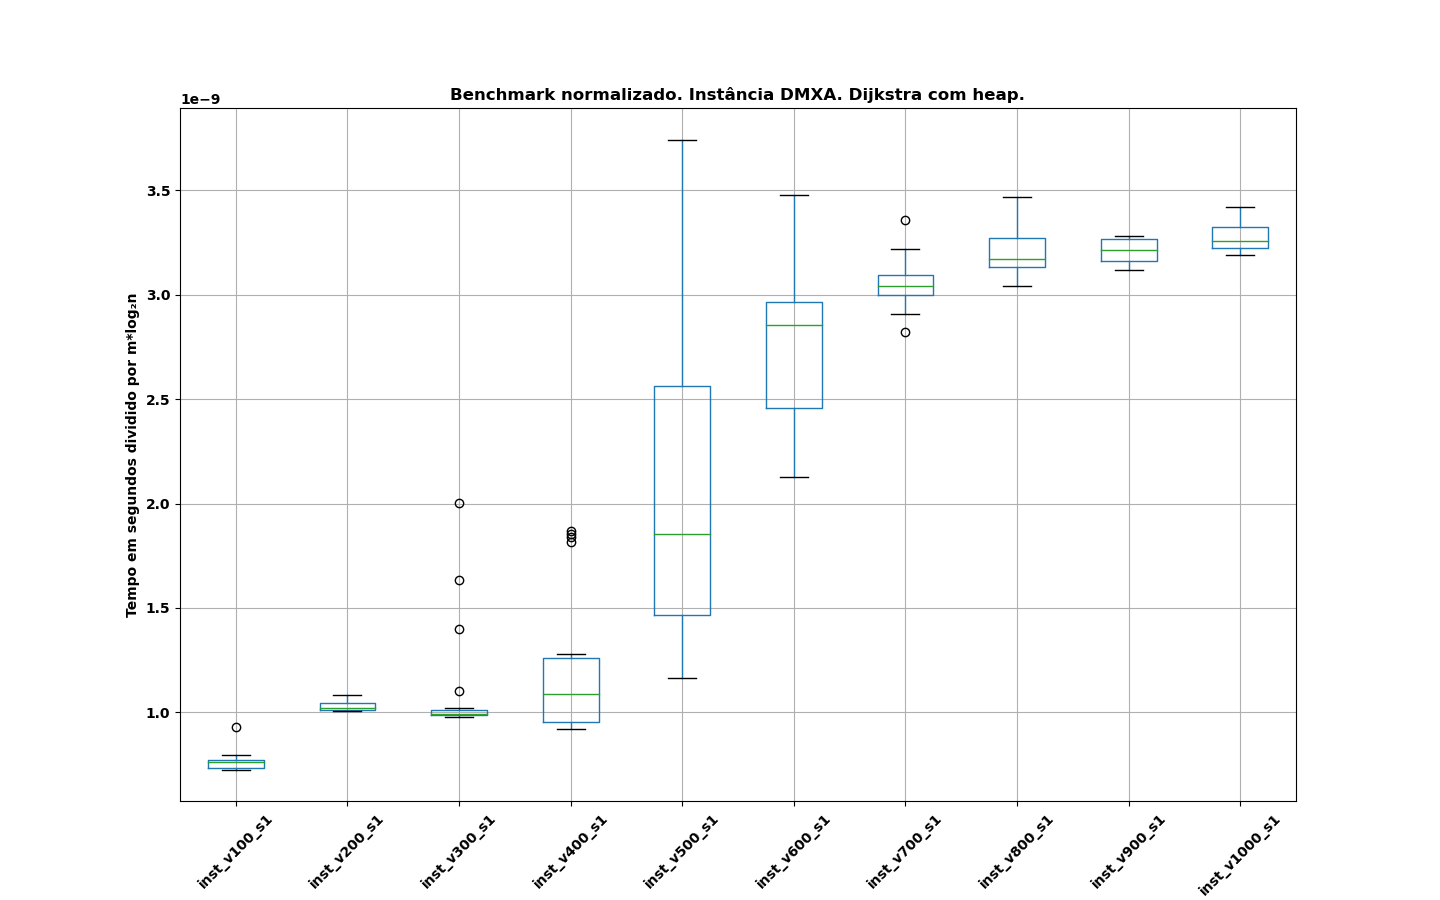 Benchmark normalizado. Instância DMXA. Dijkstra com heap.
1e−9
Tempo em segundos dividido por m*log₂n
3.5
3.0
2.5
2.0
1.5
1.0
inst_v100_s1
inst_v200_s1
inst_v300_s1
inst_v400_s1
inst_v500_s1
inst_v600_s1
inst_v700_s1
inst_v800_s1
inst_v900_s1
inst_v1000_s1